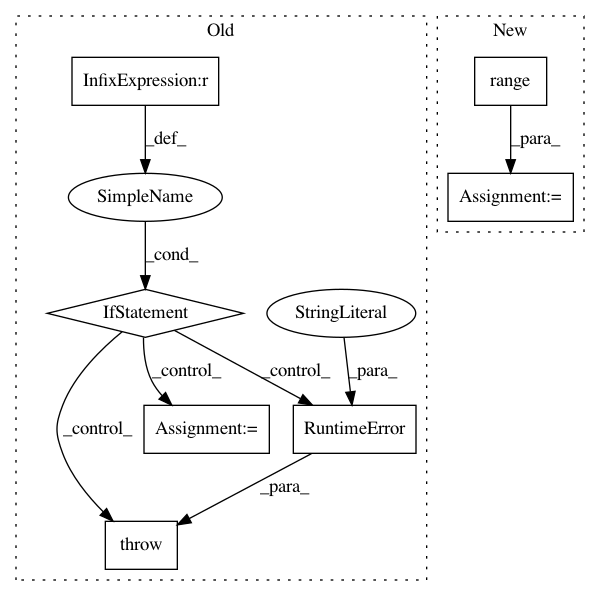 Old
New
InfixExpression:r
range
_def_
_para_
SimpleName
Assignment:=
_cond_
IfStatement
StringLiteral
_control_
_control_
_para_
_control_
Assignment:=
RuntimeError
_para_
throw